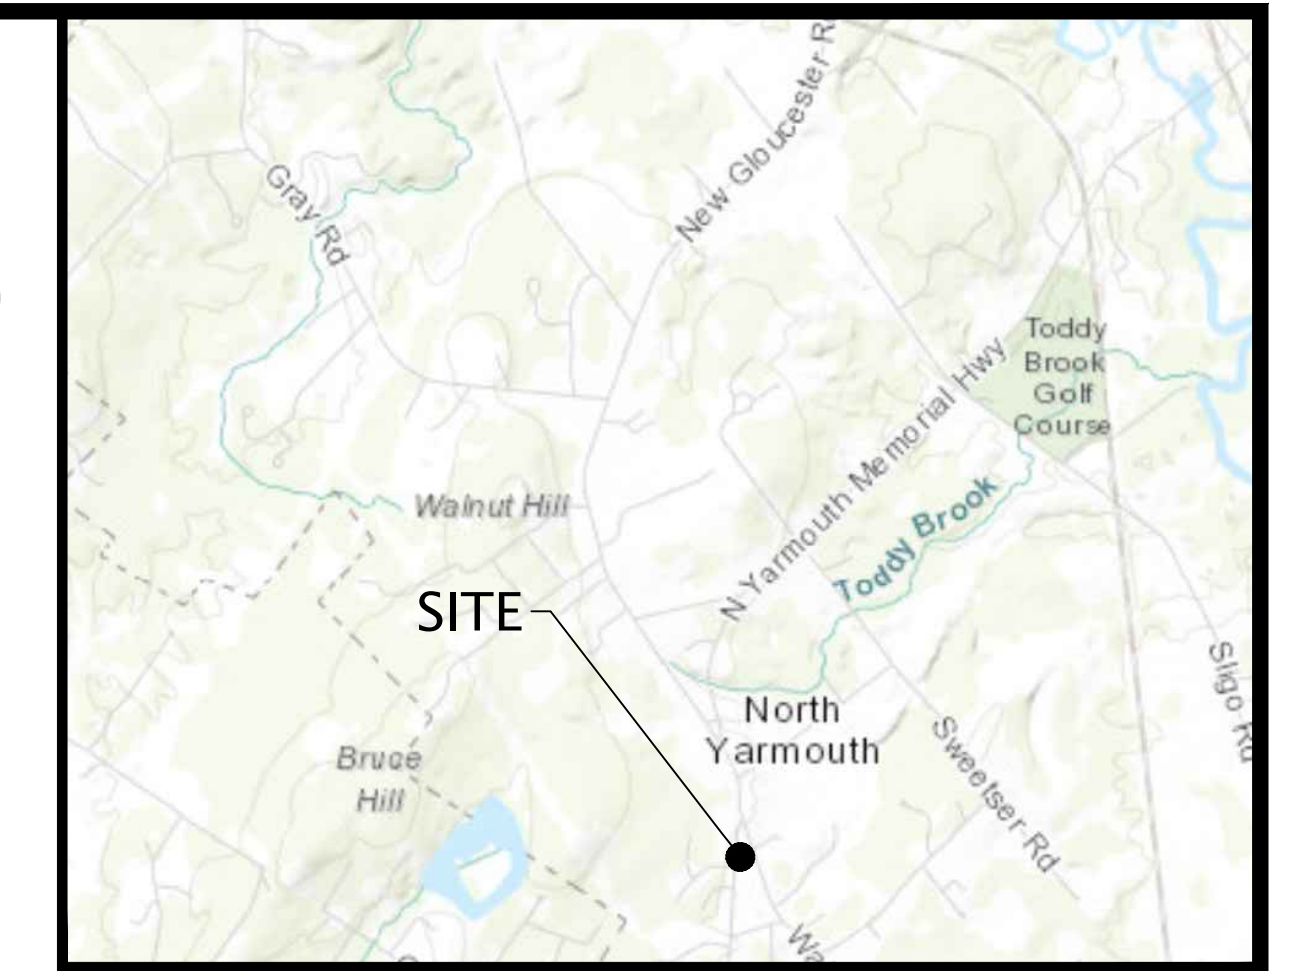 New Gloucester R
Gray Rd
Toddy
Brook
Golf
Course
N Yarmouth Memorial Hwy
Walnut Hill
Toddy Brook
SITE
Sligo Rd
North
Yarmouth
Sweetser Rd
Bruce
Hill
Wa